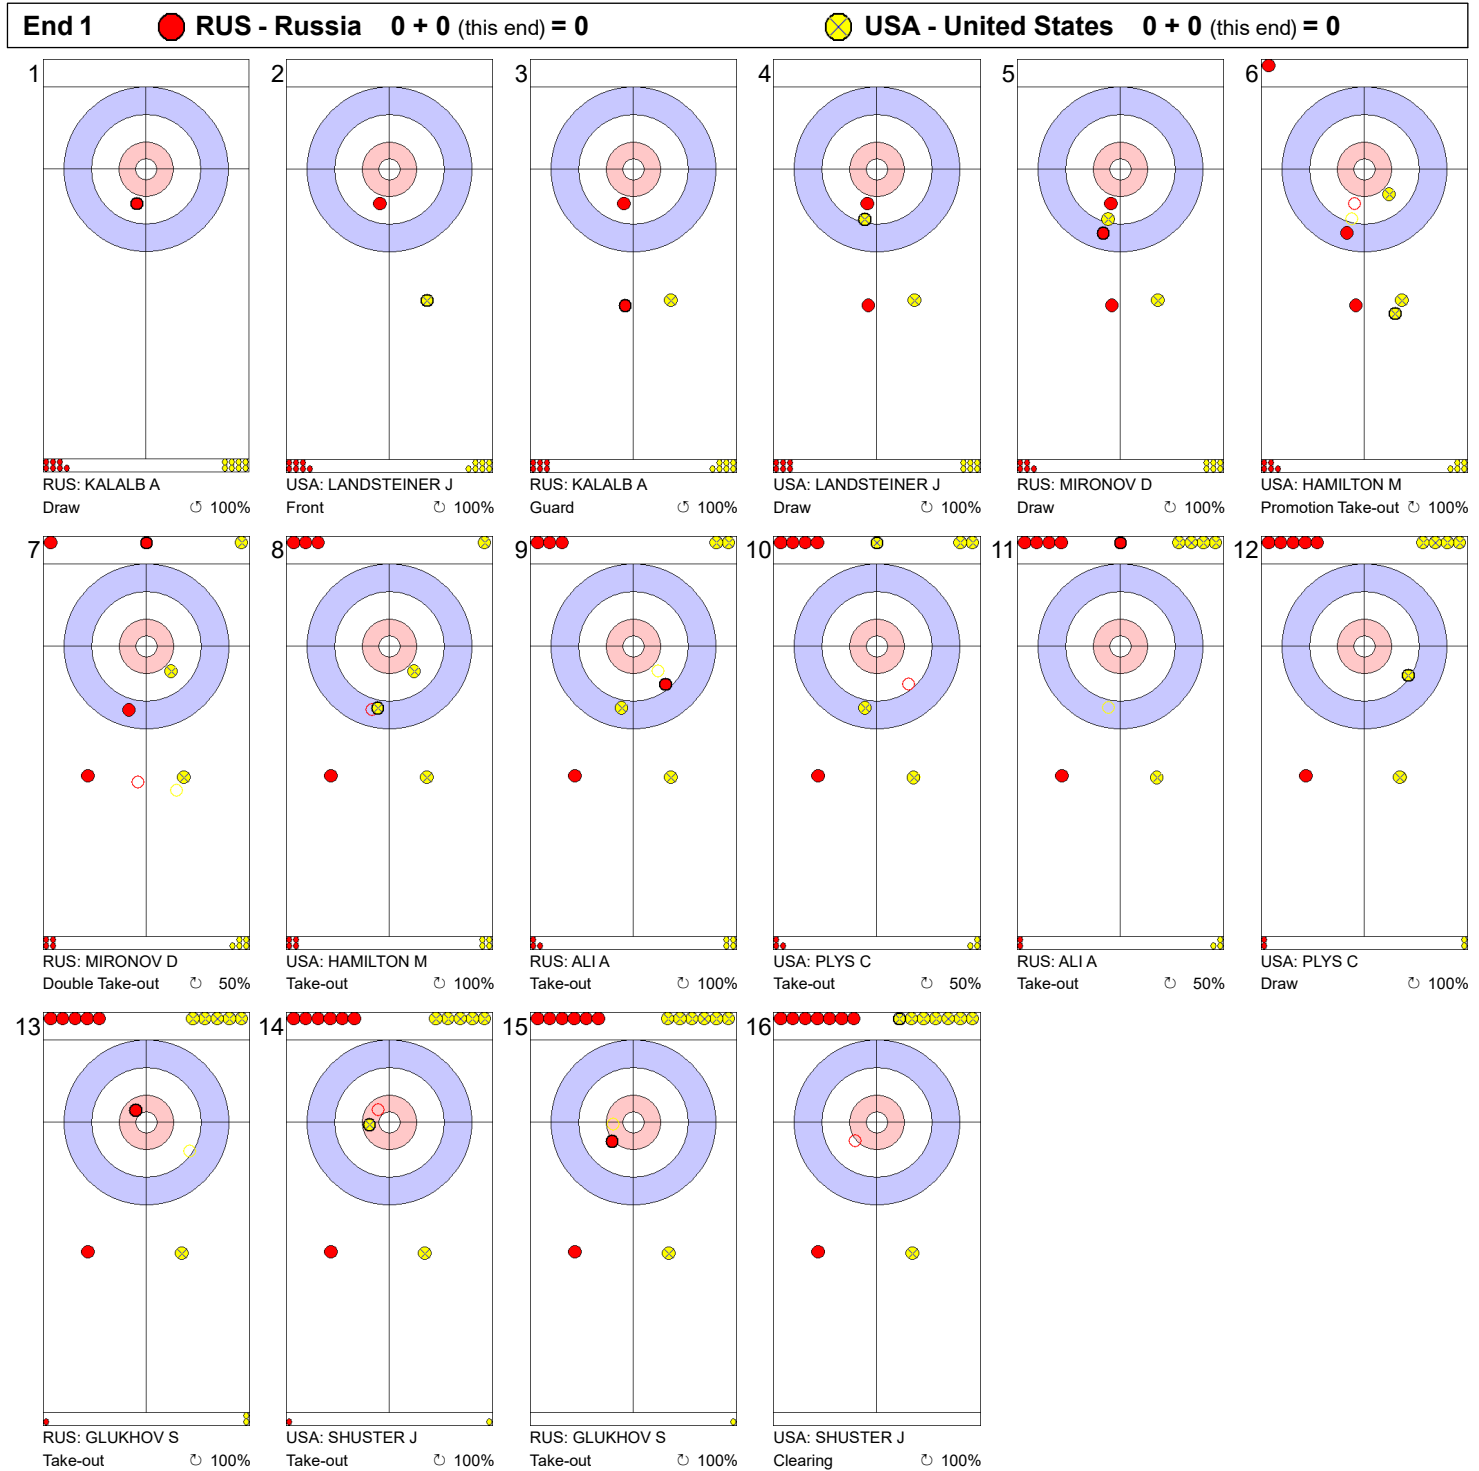 End 1 RUS - Russia 0 + 0 (this end) = 0 USA - United States 0 + 0 (this end) = 0
1 2 3 4 5 6
RUS: KALALB A USA: LANDSTEINER J RUS: KALALB A USA: LANDSTEINER J RUS: MIRONOV D USA: HAMILTON M
Draw ↺ 100% Front ↻ 100% Guard ↻ 100% Draw ↻ 100% Draw ↻ 100% Promotion Take-out ↻ 100%
7 8 9 10 11 12
RUS: MIRONOV D USA: HAMILTON M RUS: ALI A USA: PLYS C RUS: ALI A USA: PLYS C
Double Take-out ↻ 50% Take-out ↻ 100% Take-out ↻ 100% Take-out ↻ 50% Take-out ↻ 50% Draw ↻ 100%
13 14 15 16
RUS: GLUKHOV S USA: SHUSTER J RUS: GLUKHOV S USA: SHUSTER J
Take-out ↻ 100% Take-out ↻ 100% Take-out ↻ 100% Clearing ↻ 100%